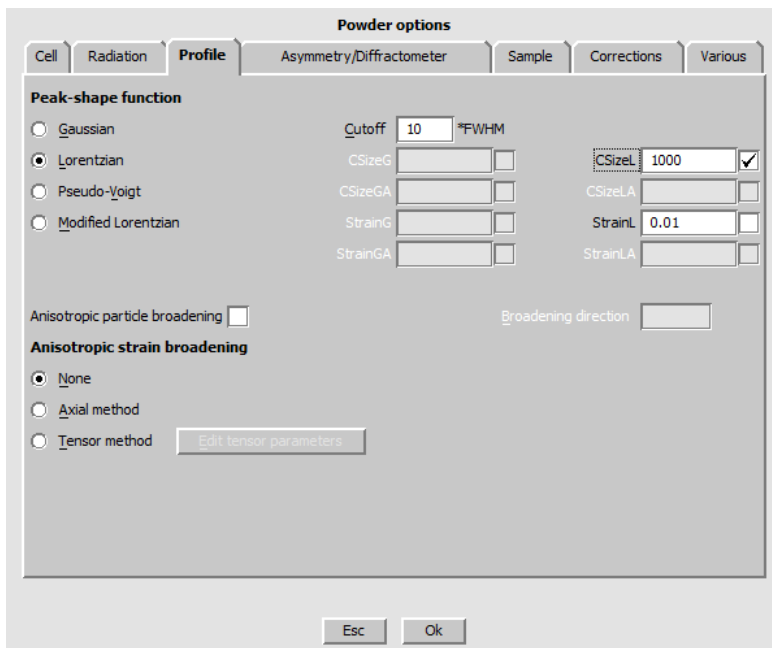 Powder options
Cell Radiation Profile Asymmetry/Diffractometer Sample Corrections Various
Peak-shape function
Gaussian Cutoff 10 *FWHM
Lorentzian CSizeG CSizeL 1000
Pseudo-Voigt CSizeGA CSizeLA
Modified Lorentzian StrainG StrainL 0.01
StrainGA StrainLA
Anisotropic particle broadening Broadening direction
Anisotropic strain broadening
None
Axial method
Tensor method Edit tensor parameters
Esc Ok